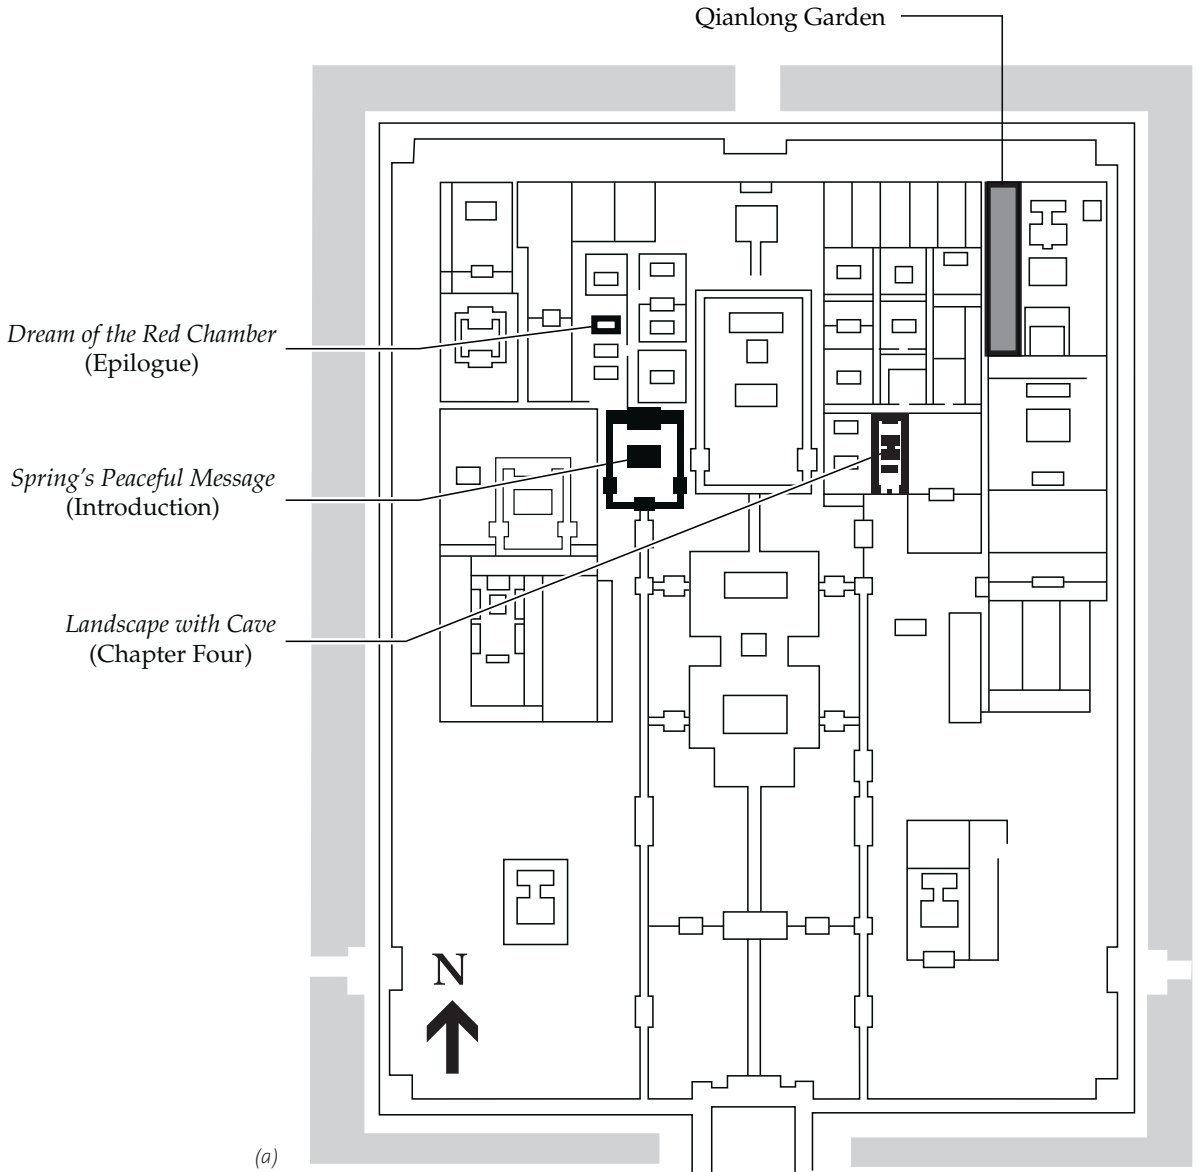 Qianlong Garden
Dream of the Red Chamber
(Epilogue)
Spring’s Peaceful Message
(Introduction)
Landscape with Cave
(Chapter Four)
N
(a)